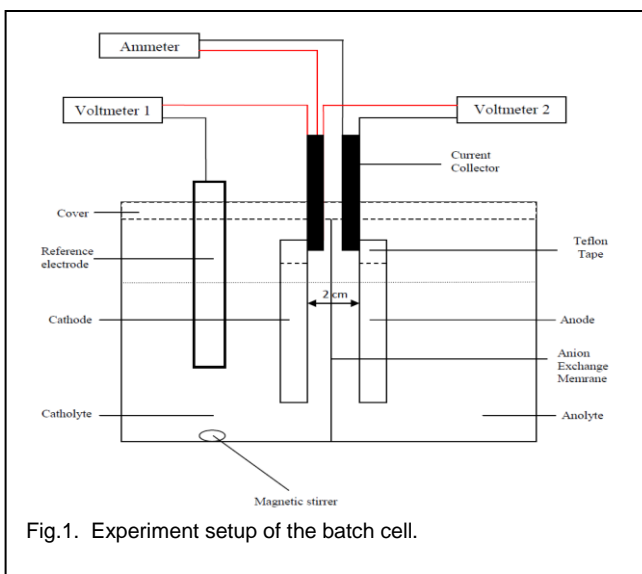 Ammeter
Voltmeter 1
Voltmeter 2
Current
Collector
Cover
Reference
electrode
Teflon
Tape
2 cm
Cathode
Anode
Anion
Exchange
Memrane
Catholyte
Anolyte
Magnetic stirrer
Fig.1. Experiment setup of the batch cell.